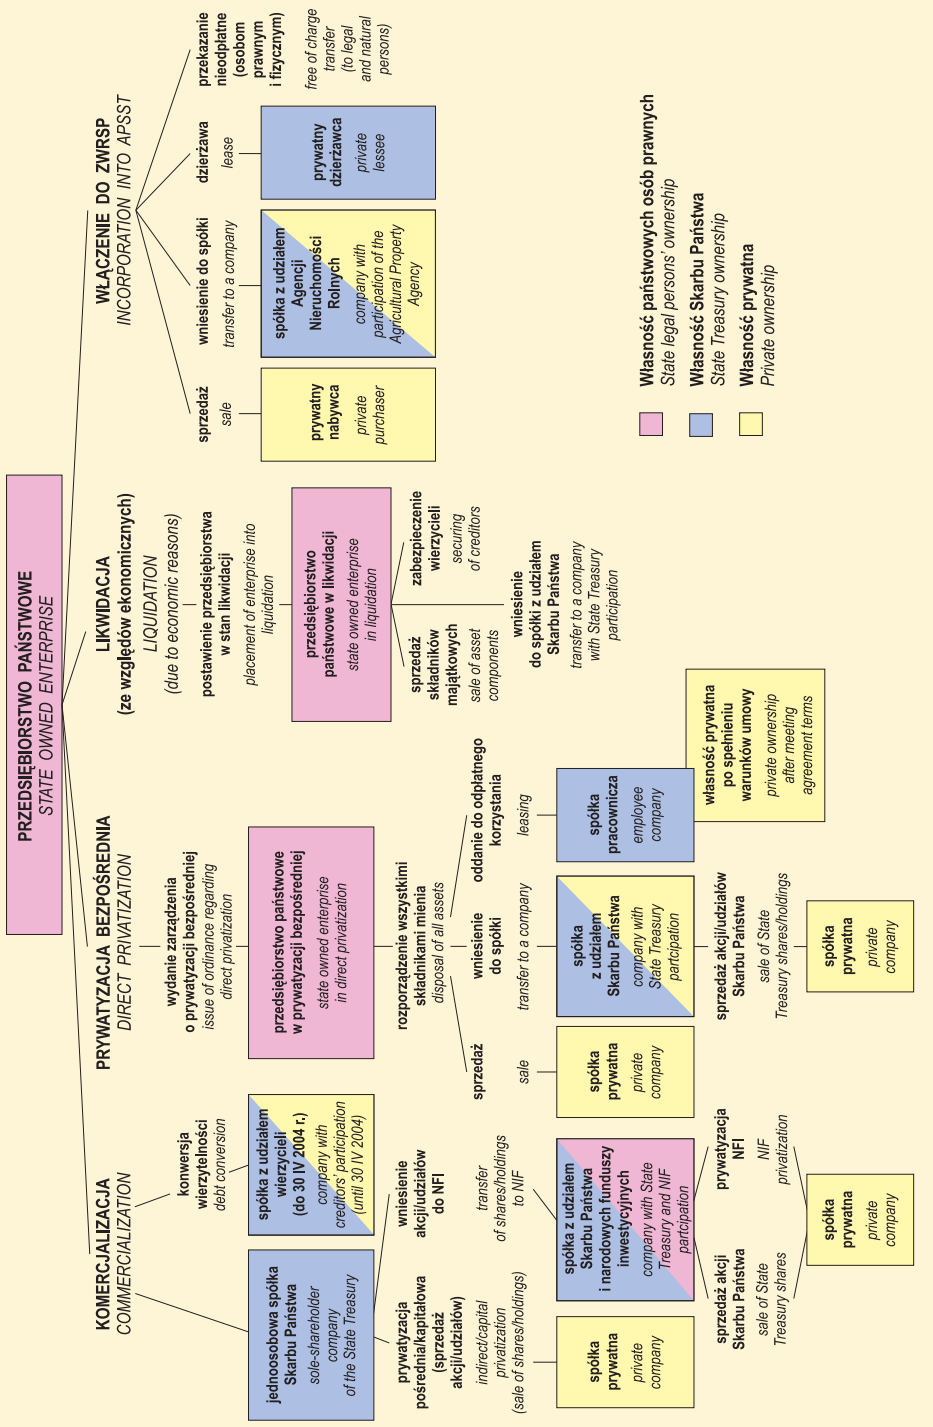 PRZEDSIĘBIORSTWO PAŃSTWOWE
STATE OWNED ENTERPRISE
KOMERCJALIZACJA
COMMERCIALIZATION
jednoosobowa spółka
Skarbu Państwa
sole-shareholder
company
of the State Treasury
konwersja
wierzytelności
debt conversion
spółka z udziałem
wierzycieli
(do 30 IV 2004 r.)
company with
creditors' participation
(until 30 IV 2004)
prywatyzacja
pośrednia/kapitałowa
(sprzedaż
akcji/udziałów)
indirect/capital
privatization
(sale of shares/holdings)
spółka
prywatna
private
company
wniesienie
akcji/udziałów
do NFI
transfer
of shares/holdings
to NIF
spółka z udziałem
Skarbu Państwa
i narodowych funduszy
inwestycyjnych
company with State
Treasury and NIF
participation
sprzedaż akcji
Skarbu Państwa
sale of State
Treasury shares
prywatyzacja
NFI
NIF
privatization
spółka
prywatna
private
company
PRYWATYZACJA BEZPOŚREDNIA
DIRECT PRIVATIZATION
wydanie zarządzenia
o prywatyzacji bezpośredniej
issue of ordinance regarding
direct privatization
przedsiębiorstwo państwowe
w prywatyzacji bezpośredniej
state owned enterprise
in direct privatization
rozporządzenie wszystkimi
składnikami mienia
disposal of all assets
sprzedaż
sale
spółka
prywatna
private
company
wniesienie
do spółki
transfer to a company
spółka
z udziałem
Skarbu Państwa
company with
State Treasury
partcipation
sprzedaż akcji/udziałów
Skarbu Państwa
sale of State
Treasury shares/holdings
spółka
prywatna
private
company
oddanie do odpłatnego
korzystania
leasing
spółka
pracownicza
employee
company
własność prywatna
po spełnieniu
warunków umowy
private ownership
after meeting
agreement terms
LIKWIDACJA
(ze względów ekonomicznych)
LIQUIDATION
(due to economic reasons)
postawienie przedsiębiorstwa
w stan likwidacji
placement of enterprise into
liquidation
przedsiębiorstwo
państwowe w likwidacji
state owned enterprise
in liquidation
sprzedaż
składników
majątkowych
sale of asset
components
wniesienie
do spółki z udziałem
Skarbu Państwa
transfer to a company
with State Treasury
participation
zabezpieczenie
wierzycieli
securing
of creditors
WŁĄCZENIE DO ZWRSP
INCORPORATION INTO APSST
sprzedaż
sale
prywatny
nabywca
private
purchaser
wniesienie do spółki
transfer to a company
spółka z udziałem
Agencji
Nieruchomości
Rolnych
company with
participation of the
Agricultural Property
Agency
dzierżawa
lease
prywatny
dzierżawca
private
lessee
przekazanie
nieodpłatne
(osobom
prawnym
i fizycznym)
free of charge
transfer
(to legal
and natural
persons)
Własność państwowych osób prawnych
State legal persons' ownership
Własność Skarbu Państwa
State Treasury ownership
Własność prywatna
Private ownership